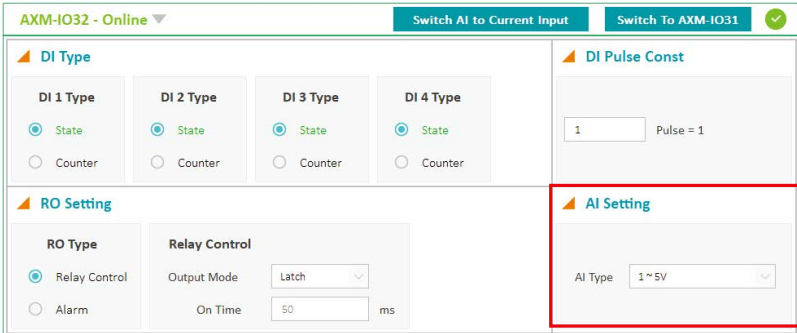 AXM-IO32 - Online
Switch AI to Current Input
Switch To AXM-IO31
DI Type
DI Pulse Const
DI 1 Type
DI 2 Type
DI 3 Type
DI 4 Type
State
State
State
State
Counter
Counter
Counter
Counter
1
Pulse = 1
RO Setting
AI Setting
RO Type
Relay Control
Relay Control
Output Mode
Latch
AI Type
1 ~ 5V
Alarm
On Time
50
ms